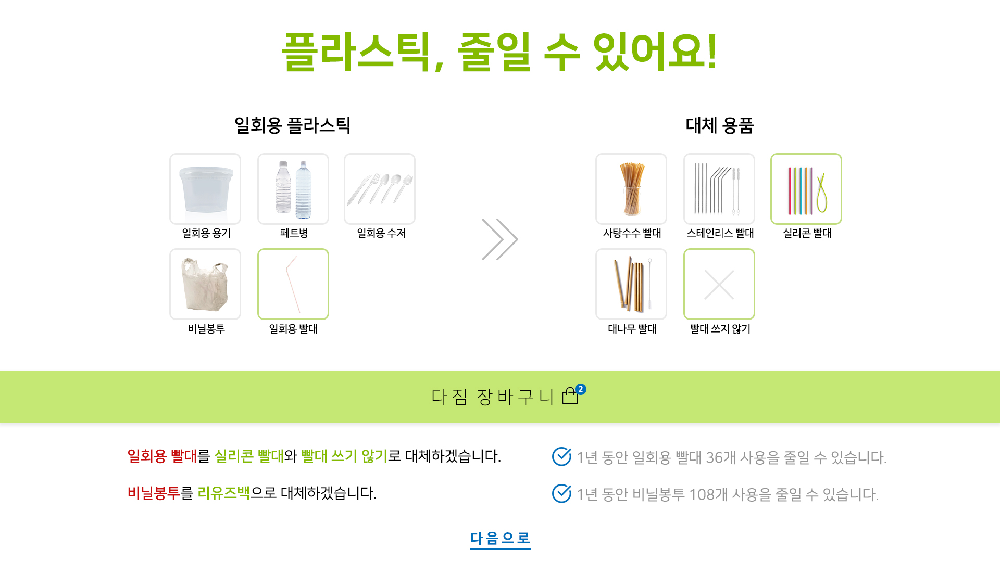 플라스틱, 줄일 수 있어요!
일회용 플라스틱
대체 용품
일회용 용기
페트병
일회용 수저
비닐봉투
일회용 빨대
사탕수수 빨대
스테인리스 빨대
실리콘 빨대
대나무 빨대
빨대 쓰지 않기
다짐 장바구니 2
일회용 빨대를 실리콘 빨대와 빨대 쓰기 않기로 대체하겠습니다.
1년 동안 일회용 빨대 36개 사용을 줄일 수 있습니다.
비닐봉투를 리유즈백으로 대체하겠습니다.
1년 동안 비닐봉투 108개 사용을 줄일 수 있습니다.
다음으로